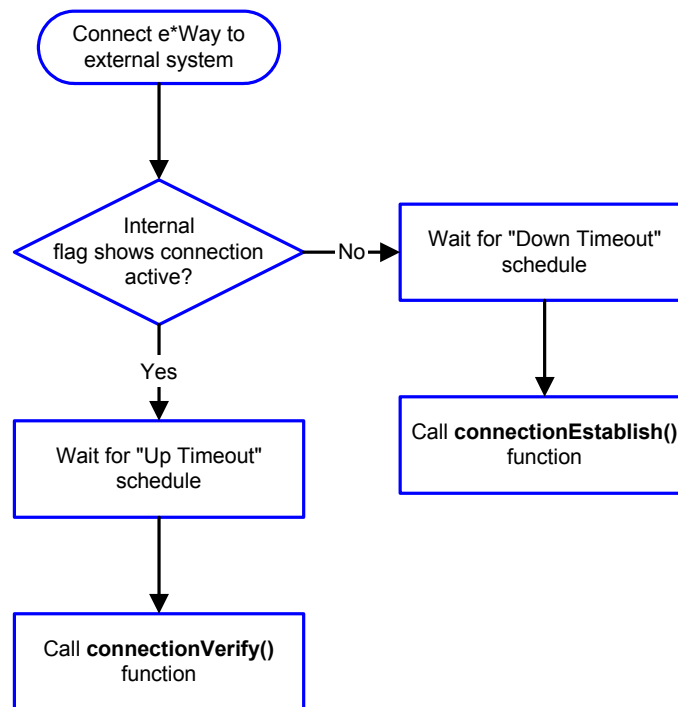 Connect e*Way to
external system
Internal
flag shows connection
active?
No
Wait for "Down Timeout"
schedule
Call connectionEstablish()
function
Yes
Wait for "Up Timeout"
schedule
Call connectionVerify()
function